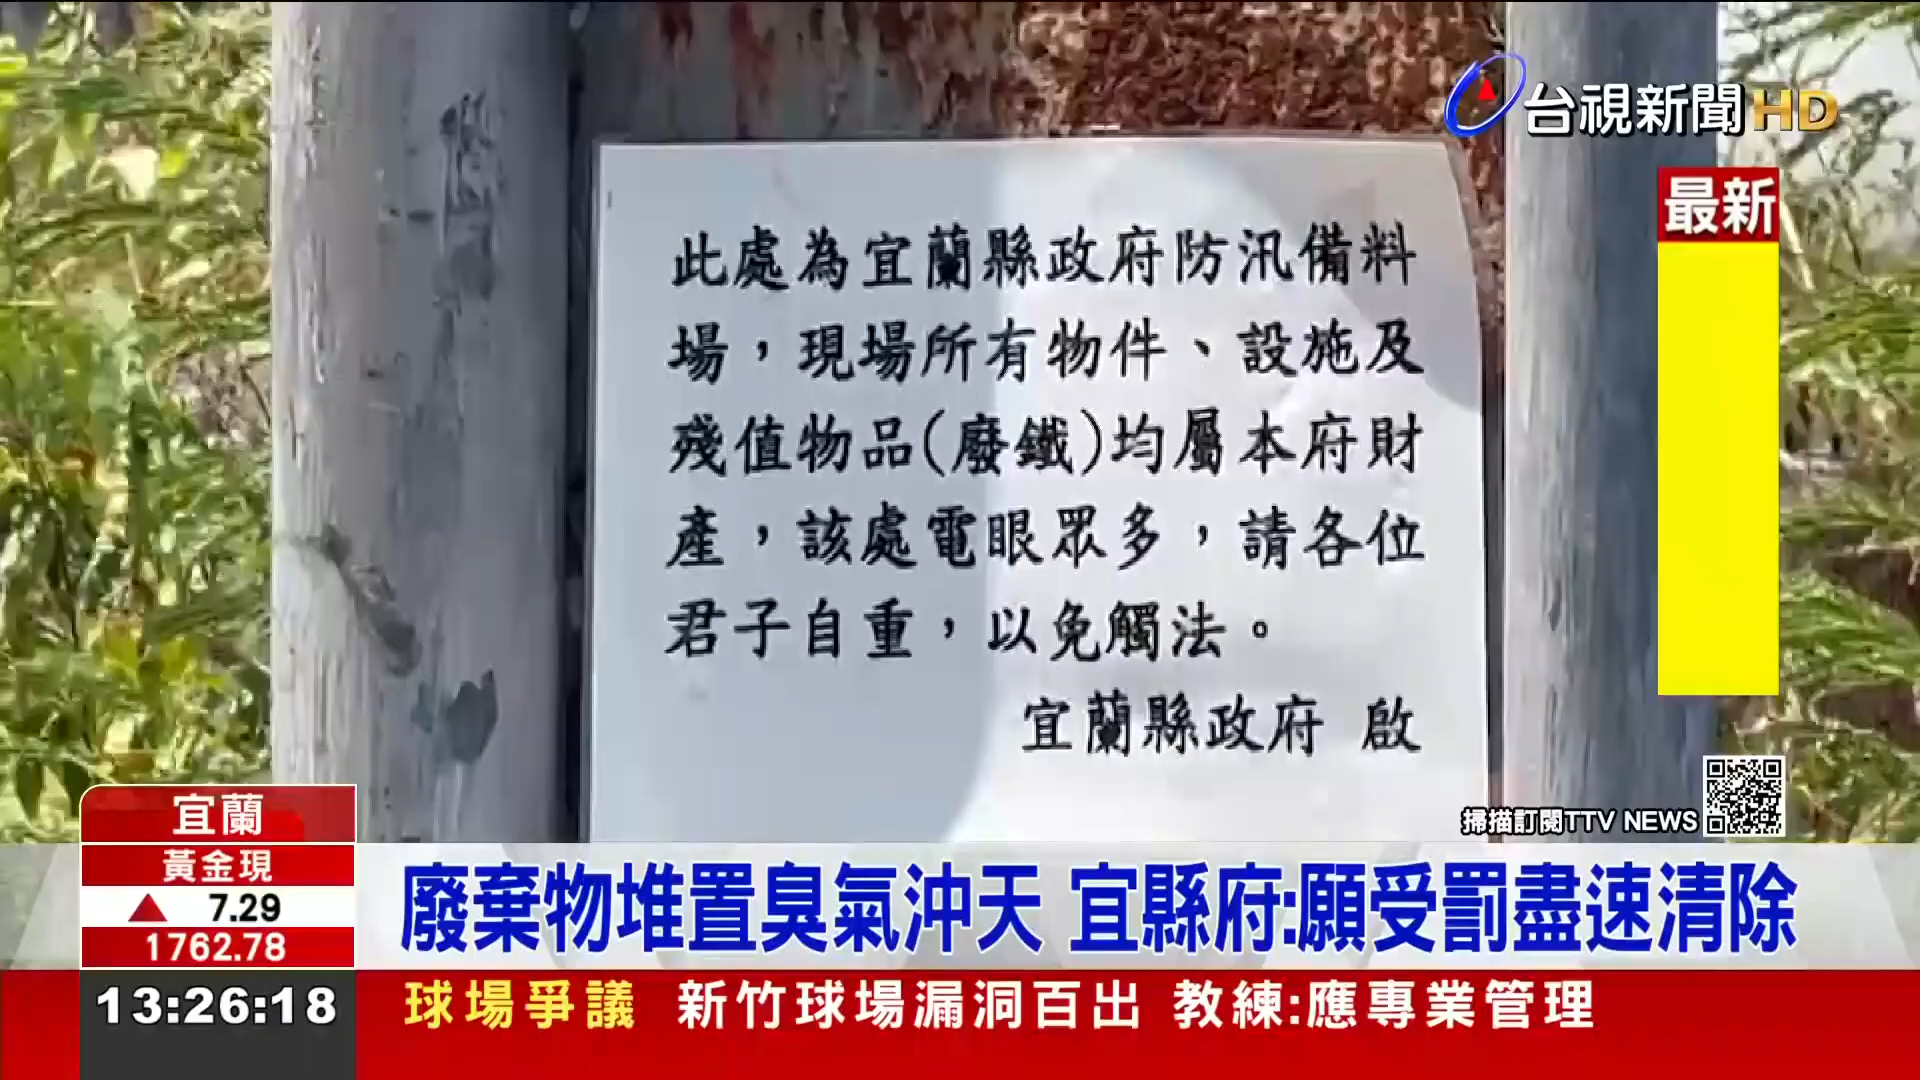 台視新聞HD
最新
此處為宜蘭縣政府防汛備料
場，現場所有物件、設施及
殘值物品(廢鐵)均屬本府財
產，該處電眼眾多，請各位
君子自重，以免觸法。
宜蘭縣政府 啟
掃描訂閱TTV NEWS
宜蘭
黃金現
▲ 7.29
1762.78
廢棄物堆置臭氣沖天 宜縣府:願受罰盡速清除
13:26:18
球場爭議 新竹球場漏洞百出 教練:應專業管理